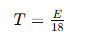 T = E/18